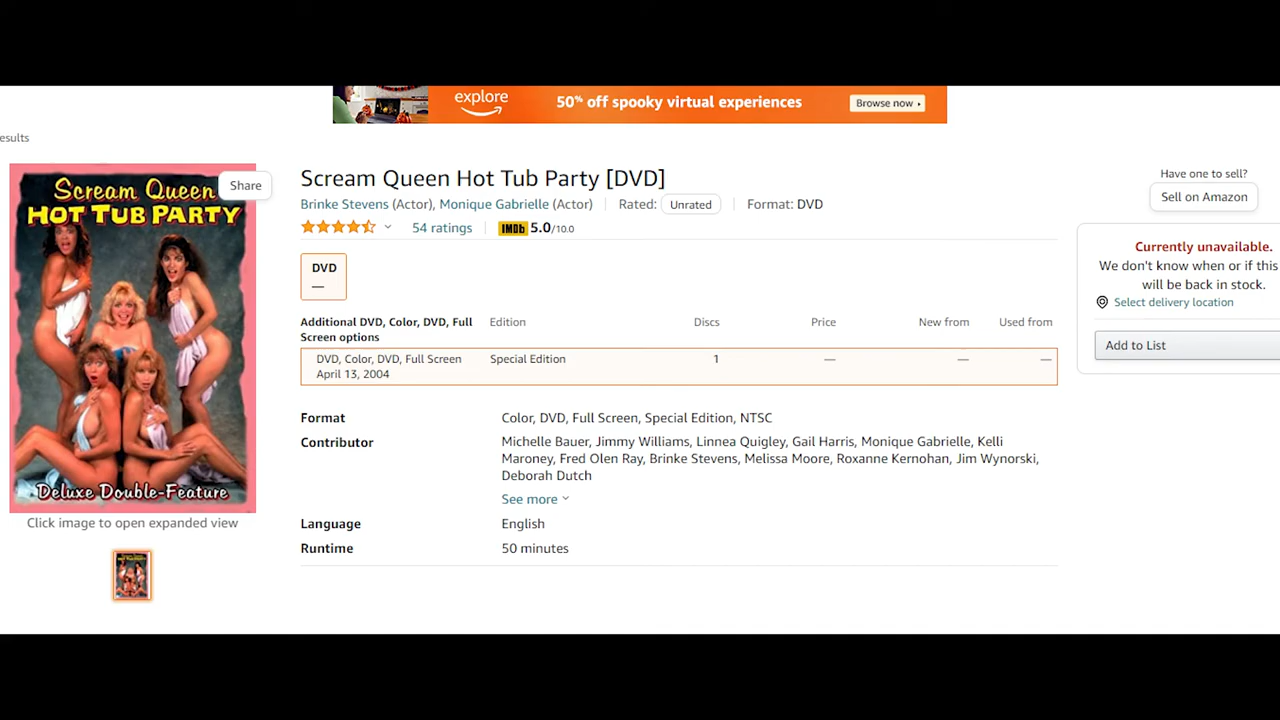 explore
50% off spooky virtual experiences
Browse now
esults
Scream Queen
HOT TUB PARTY
Deluxe Double-Feature
Share
Click image to open expanded view
Scream Queen Hot Tub Party [DVD]
Brinke Stevens (Actor), Monique Gabrielle (Actor) Rated: Unrated Format: DVD
54 ratings IMDb 5.0/10.0
DVD
—
Additional DVD, Color, DVD, Full Edition Discs Price New from Used from
Screen options
DVD, Color, DVD, Full Screen Special Edition 1 — — —
April 13, 2004
Format Color, DVD, Full Screen, Special Edition, NTSC
Contributor Michelle Bauer, Jimmy Williams, Linnea Quigley, Gail Harris, Monique Gabrielle, Kelli
Maroney, Fred Olen Ray, Brinke Stevens, Melissa Moore, Roxanne Kernohan, Jim Wynorski,
Deborah Dutch
See more
Language English
Runtime 50 minutes
Have one to sell?
Sell on Amazon
Currently unavailable.
We don't know when or if this
will be back in stock.
Select delivery location
Add to List